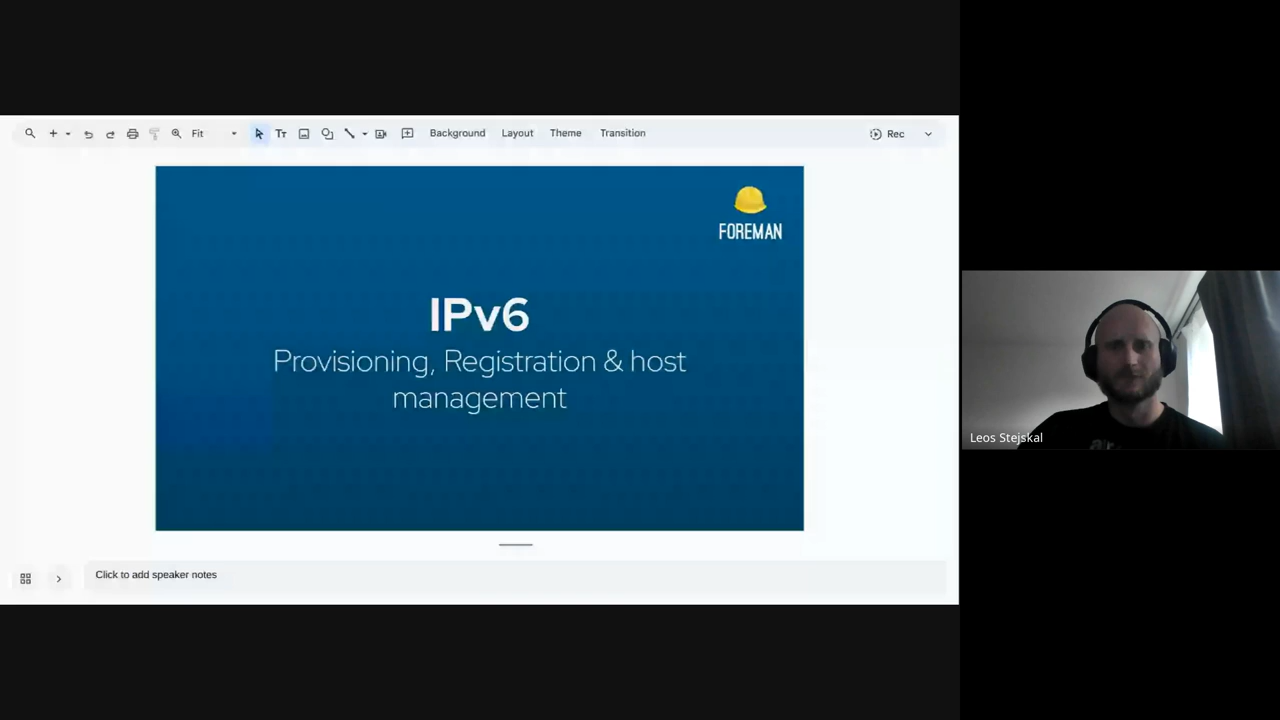 Fit
Background
Layout
Theme
Transition
Rec
FOREMAN
IPv6
Provisioning, Registration & host
management
Click to add speaker notes
Leos Stejskal